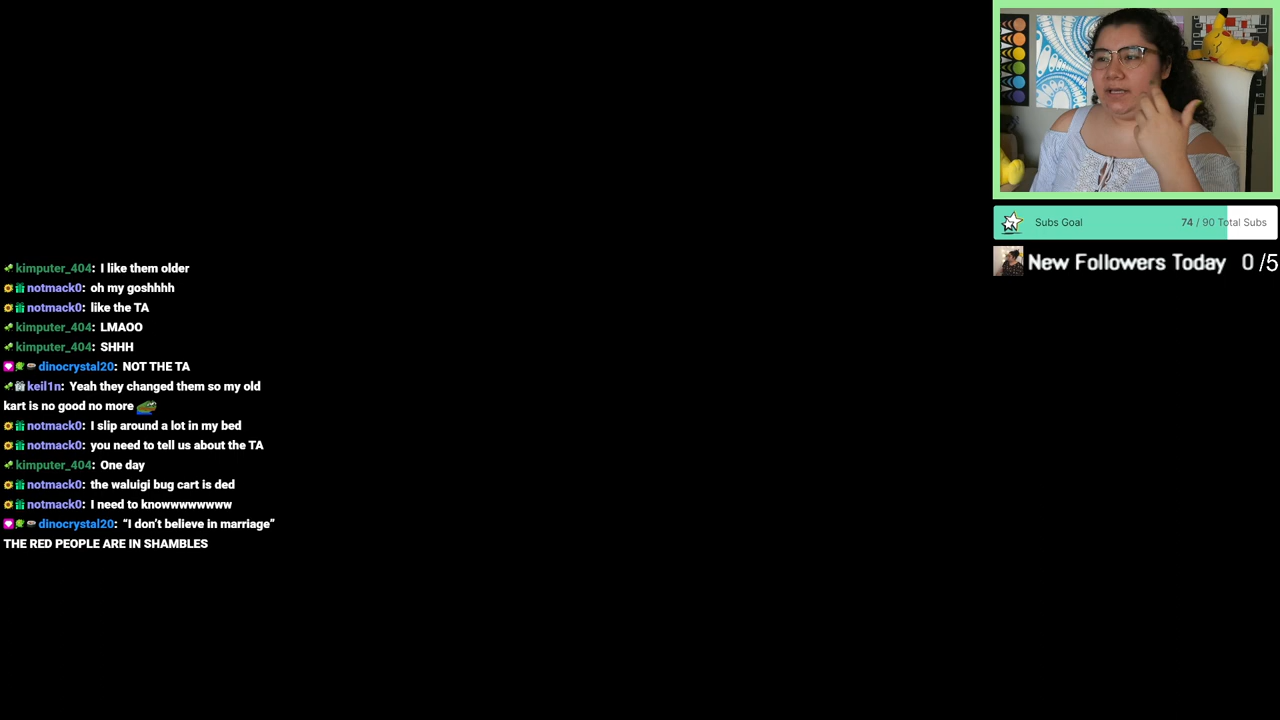 kimputer_404: I like them older
notmack0: oh my goshhhh
notmack0: like the TA
kimputer_404: LMAOO
kimputer_404: SHHH
dinocrystal20: NOT THE TA
keil1n: Yeah they changed them so my old
kart is no good no more
notmack0: I slip around a lot in my bed
notmack0: you need to tell us about the TA
kimputer_404: One day
notmack0: the waluigi bug cart is ded
notmack0: I need to knowwwwwwwww
dinocrystal20: “I don’t believe in marriage”
THE RED PEOPLE ARE IN SHAMBLES
Subs Goal 74 / 90 Total Subs
New Followers Today 0 /5